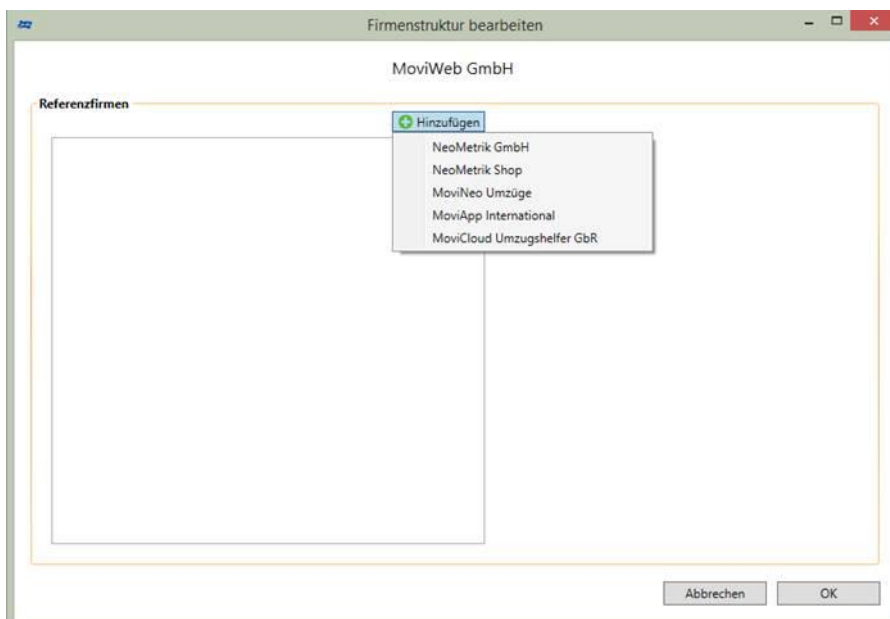 Firmenstruktur bearbeiten
MoviWeb GmbH
Referenzfirmen
Hinzufügen
NeoMetrik GmbH
NeoMetrik Shop
MoviNeo Umzüge
MoviApp International
MoviCloud Umzugshelfer GbR
Abbrechen
OK